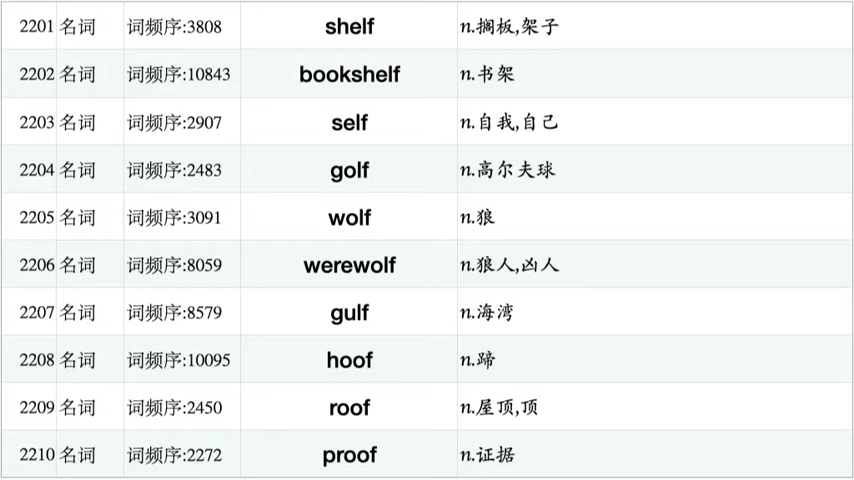 2201 名词 词频序:3808 shelf n.搁板,架子
2202 名词 词频序:10843 bookshelf n.书架
2203 名词 词频序:2907 self n.自我,自己
2204 名词 词频序:2483 golf n.高尔夫球
2205 名词 词频序:3091 wolf n.狼
2206 名词 词频序:8059 werewolf n.狼人,凶人
2207 名词 词频序:8579 gulf n.海湾
2208 名词 词频序:10095 hoof n.蹄
2209 名词 词频序:2450 roof n.屋顶,顶
2210 名词 词频序:2272 proof n.证据